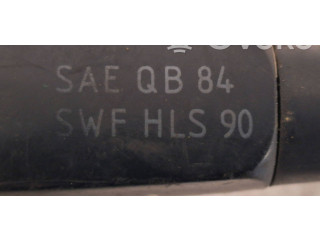 SAE QB 84
SWF HLS 90